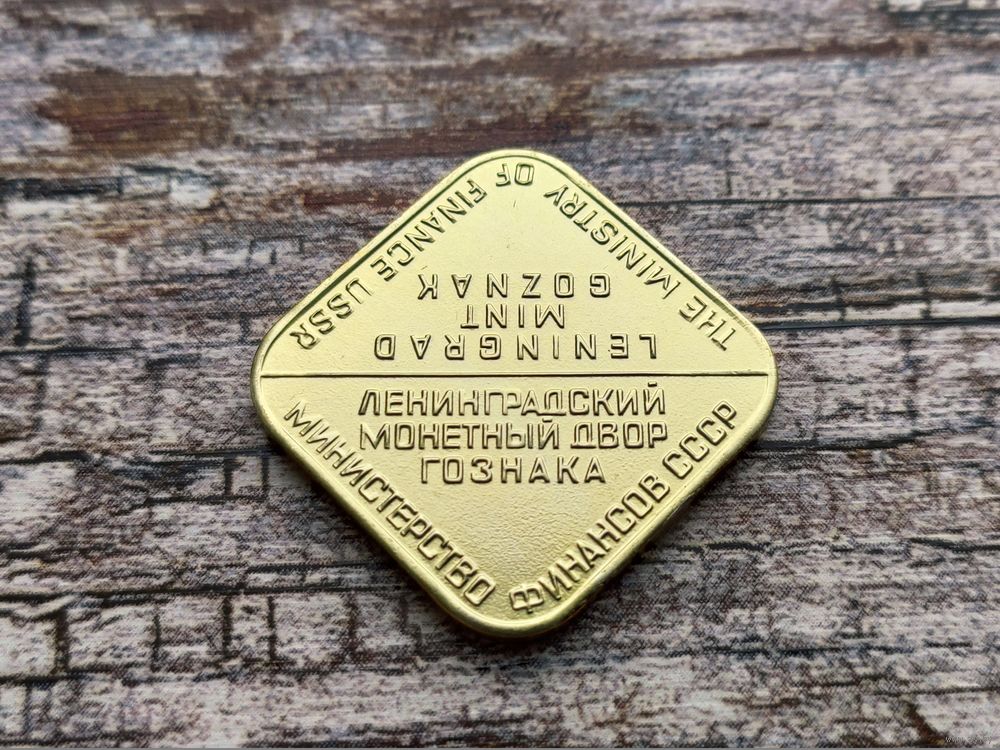 THE MINISTRY OF FINANCE USSR
LENINGRAD
MINT
GOZNAK
ЛЕНИНГРАДСКИЙ
МОНЕТНЫЙ ДВОР
ГОЗНАКА
МИНИСТЕРСТВО ФИНАНСОВ СССР